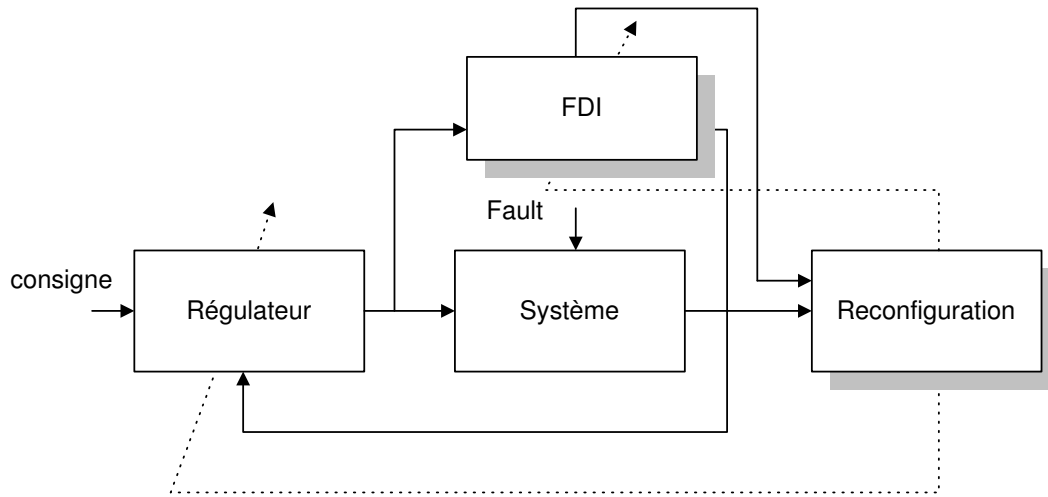 FDI
Fault
consigne
Régulateur
Système
Reconfiguration